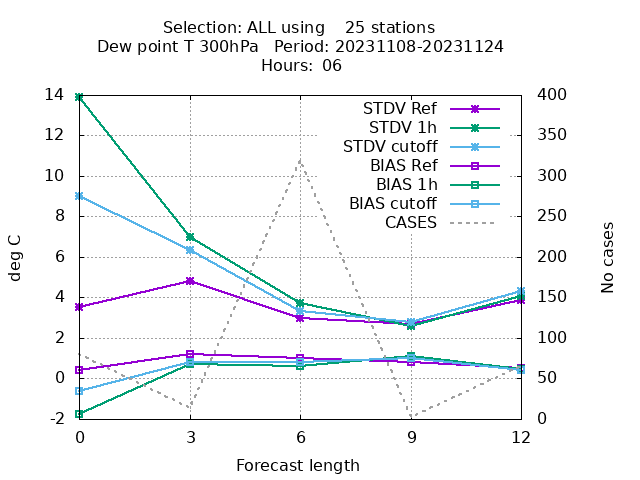 Selection: ALL using    25 stations
Dew point T 300hPa   Period: 20231108-20231124
Hours: 06
14
12
10
8
6
4
2
0
-2
400
350
300
250
200
150
100
50
0
0
3
6
9
12
deg C
No cases
Forecast length
STDV Ref
STDV 1h
STDV cutoff
BIAS Ref
BIAS 1h
BIAS cutoff
CASES